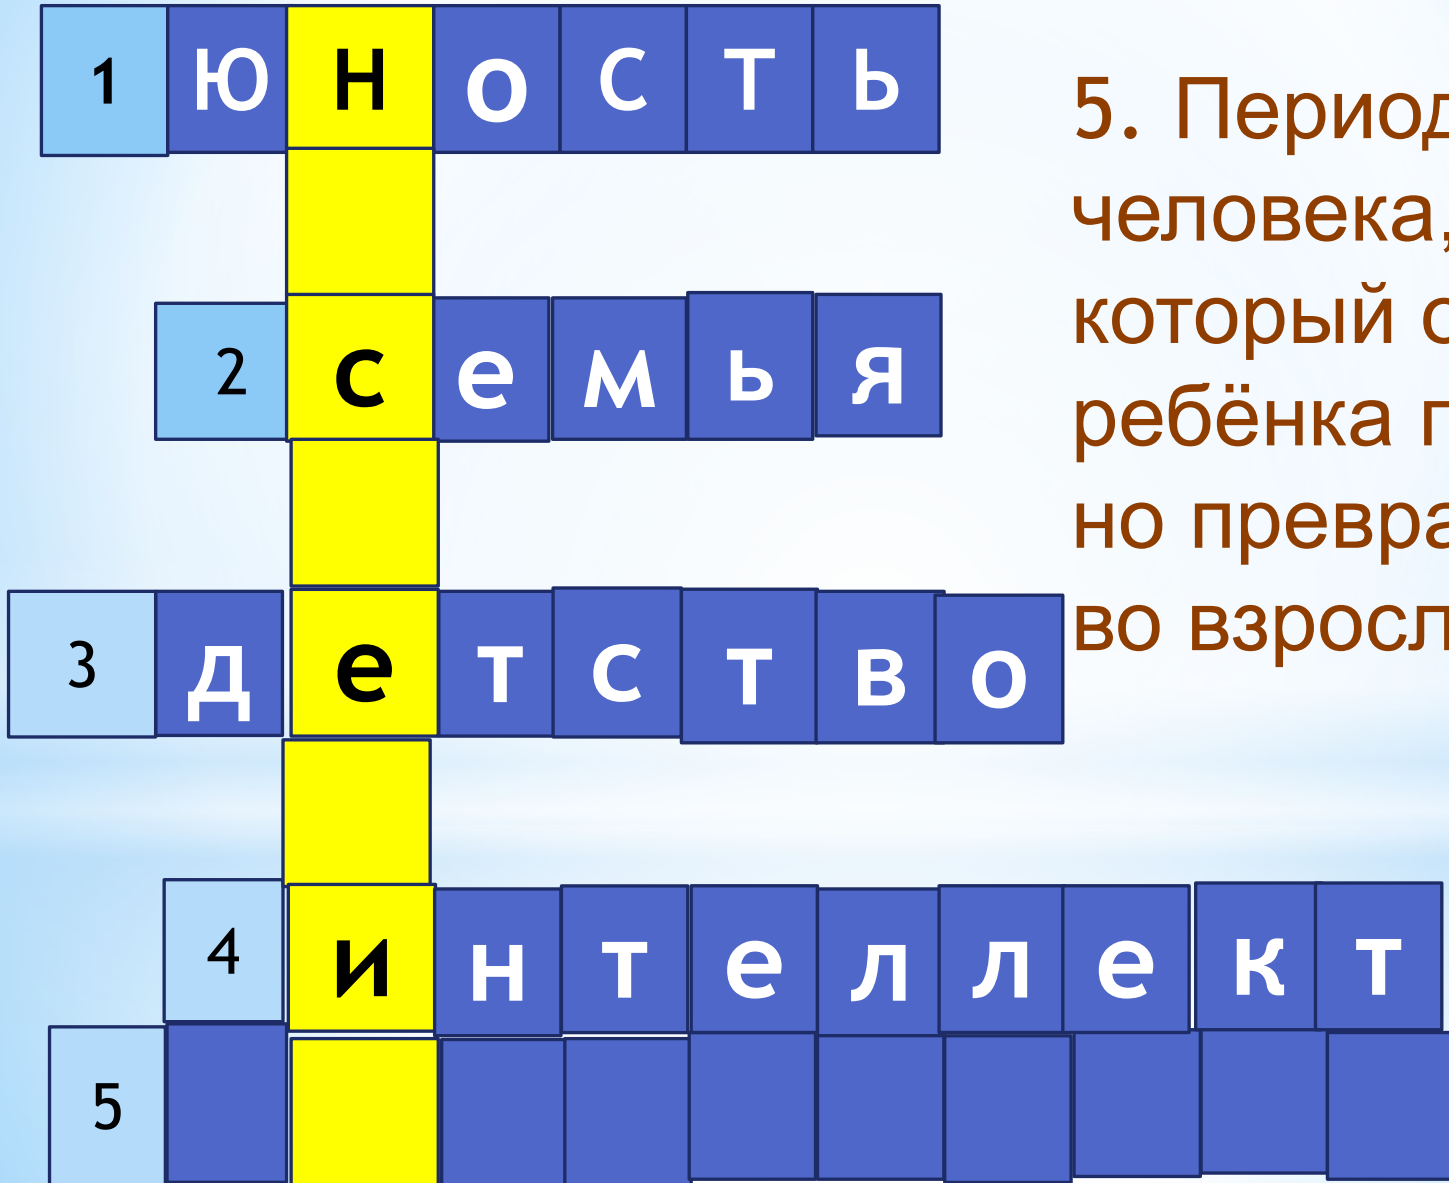 1 Ю Н о С Т Ь
2 с е м ь я
3 д е т с т в о
4 и н т е л л е к т
5
5. Период
человека,
который о
ребёнка п
но превра
во взросл